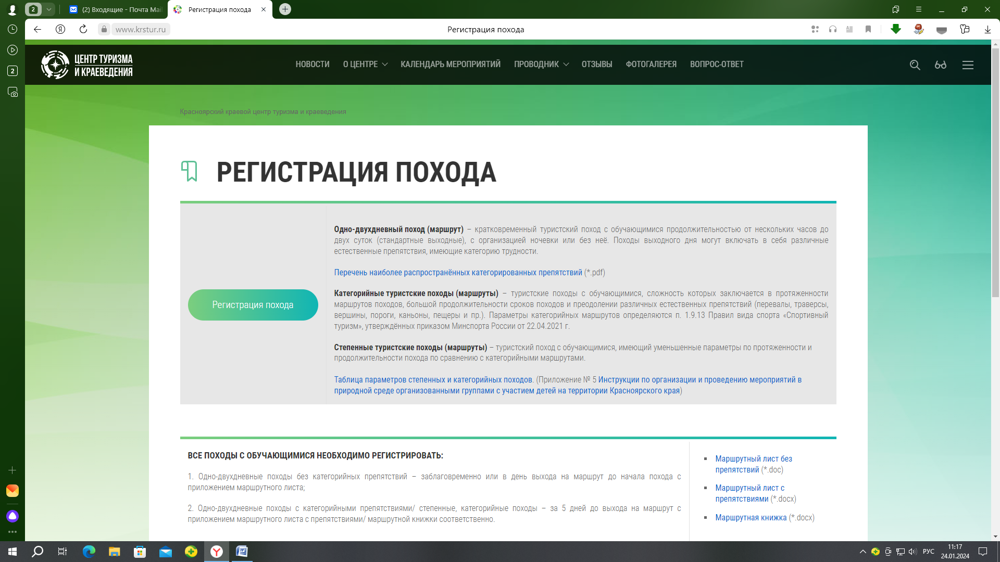 2
(2) Входящие - Почта Mai
Регистрация похода
www.krstur.ru
Регистрация похода
2
ЦЕНТР ТУРИЗМА
И КРАЕВЕДЕНИЯ
НОВОСТИ О ЦЕНТРЕ КАЛЕНДАРЬ МЕРОПРИЯТИЙ ПРОВОДНИК ОТЗЫВЫ ФОТОГАЛЕРЕЯ ВОПРОС-ОТВЕТ
Красноярский краевой центр туризма и краеведения
РЕГИСТРАЦИЯ ПОХОДА
Регистрация похода
Одно-двухдневный поход (маршрут) – кратковременный туристский поход с обучающимися продолжительностью от нескольких часов до
двух суток (стандартные выходные), с организацией ночевки или без неё. Походы выходного дня могут включать в себя различные
естественные препятствия, имеющие категорию трудности.
Перечень наиболее распространённых категорированных препятствий (*.pdf)
Категорийные туристские походы (маршруты) – туристские походы с обучающимися, сложность которых заключается в протяженности
маршрутов походов, большой продолжительности сроков походов и преодолении различных естественных препятствий (перевалы, траверсы,
вершины, пороги, каньоны, пещеры и пр.). Параметры категорийных маршрутов определяются п. 1.9.13 Правил вида спорта «Спортивный
туризм», утверждённых приказом Минспорта России от 22.04.2021 г.
Степенные туристские походы (маршруты) – туристский поход с обучающимися, имеющий уменьшенные параметры по протяженности и
продолжительности похода по сравнению с категорийными маршрутами.
Таблица параметров степенных и категорийных походов. (Приложение № 5 Инструкции по организации и проведению мероприятий в
природной среде организованными группами с участием детей на территории Красноярского края)
ВСЕ ПОХОДЫ С ОБУЧАЮЩИМИСЯ НЕОБХОДИМО РЕГИСТРИРОВАТЬ:
1. Одно-двухдневные походы без категорийных препятствий – заблаговременно или в день выхода на маршрут до начала похода с
приложением маршрутного листа;
2. Одно-двухдневные походы с категорийными препятствиями/ степенные, категорийные походы – за 5 дней до выхода на маршрут с
приложением маршрутного листа с препятствиями/ маршрутной книжки соответственно.
Маршрутный лист без
препятствий (*.doc)
Маршрутный лист с
препятствиями (*.docx)
Маршрутная книжка (*.docx)
РУС
11:17
24.01.2024